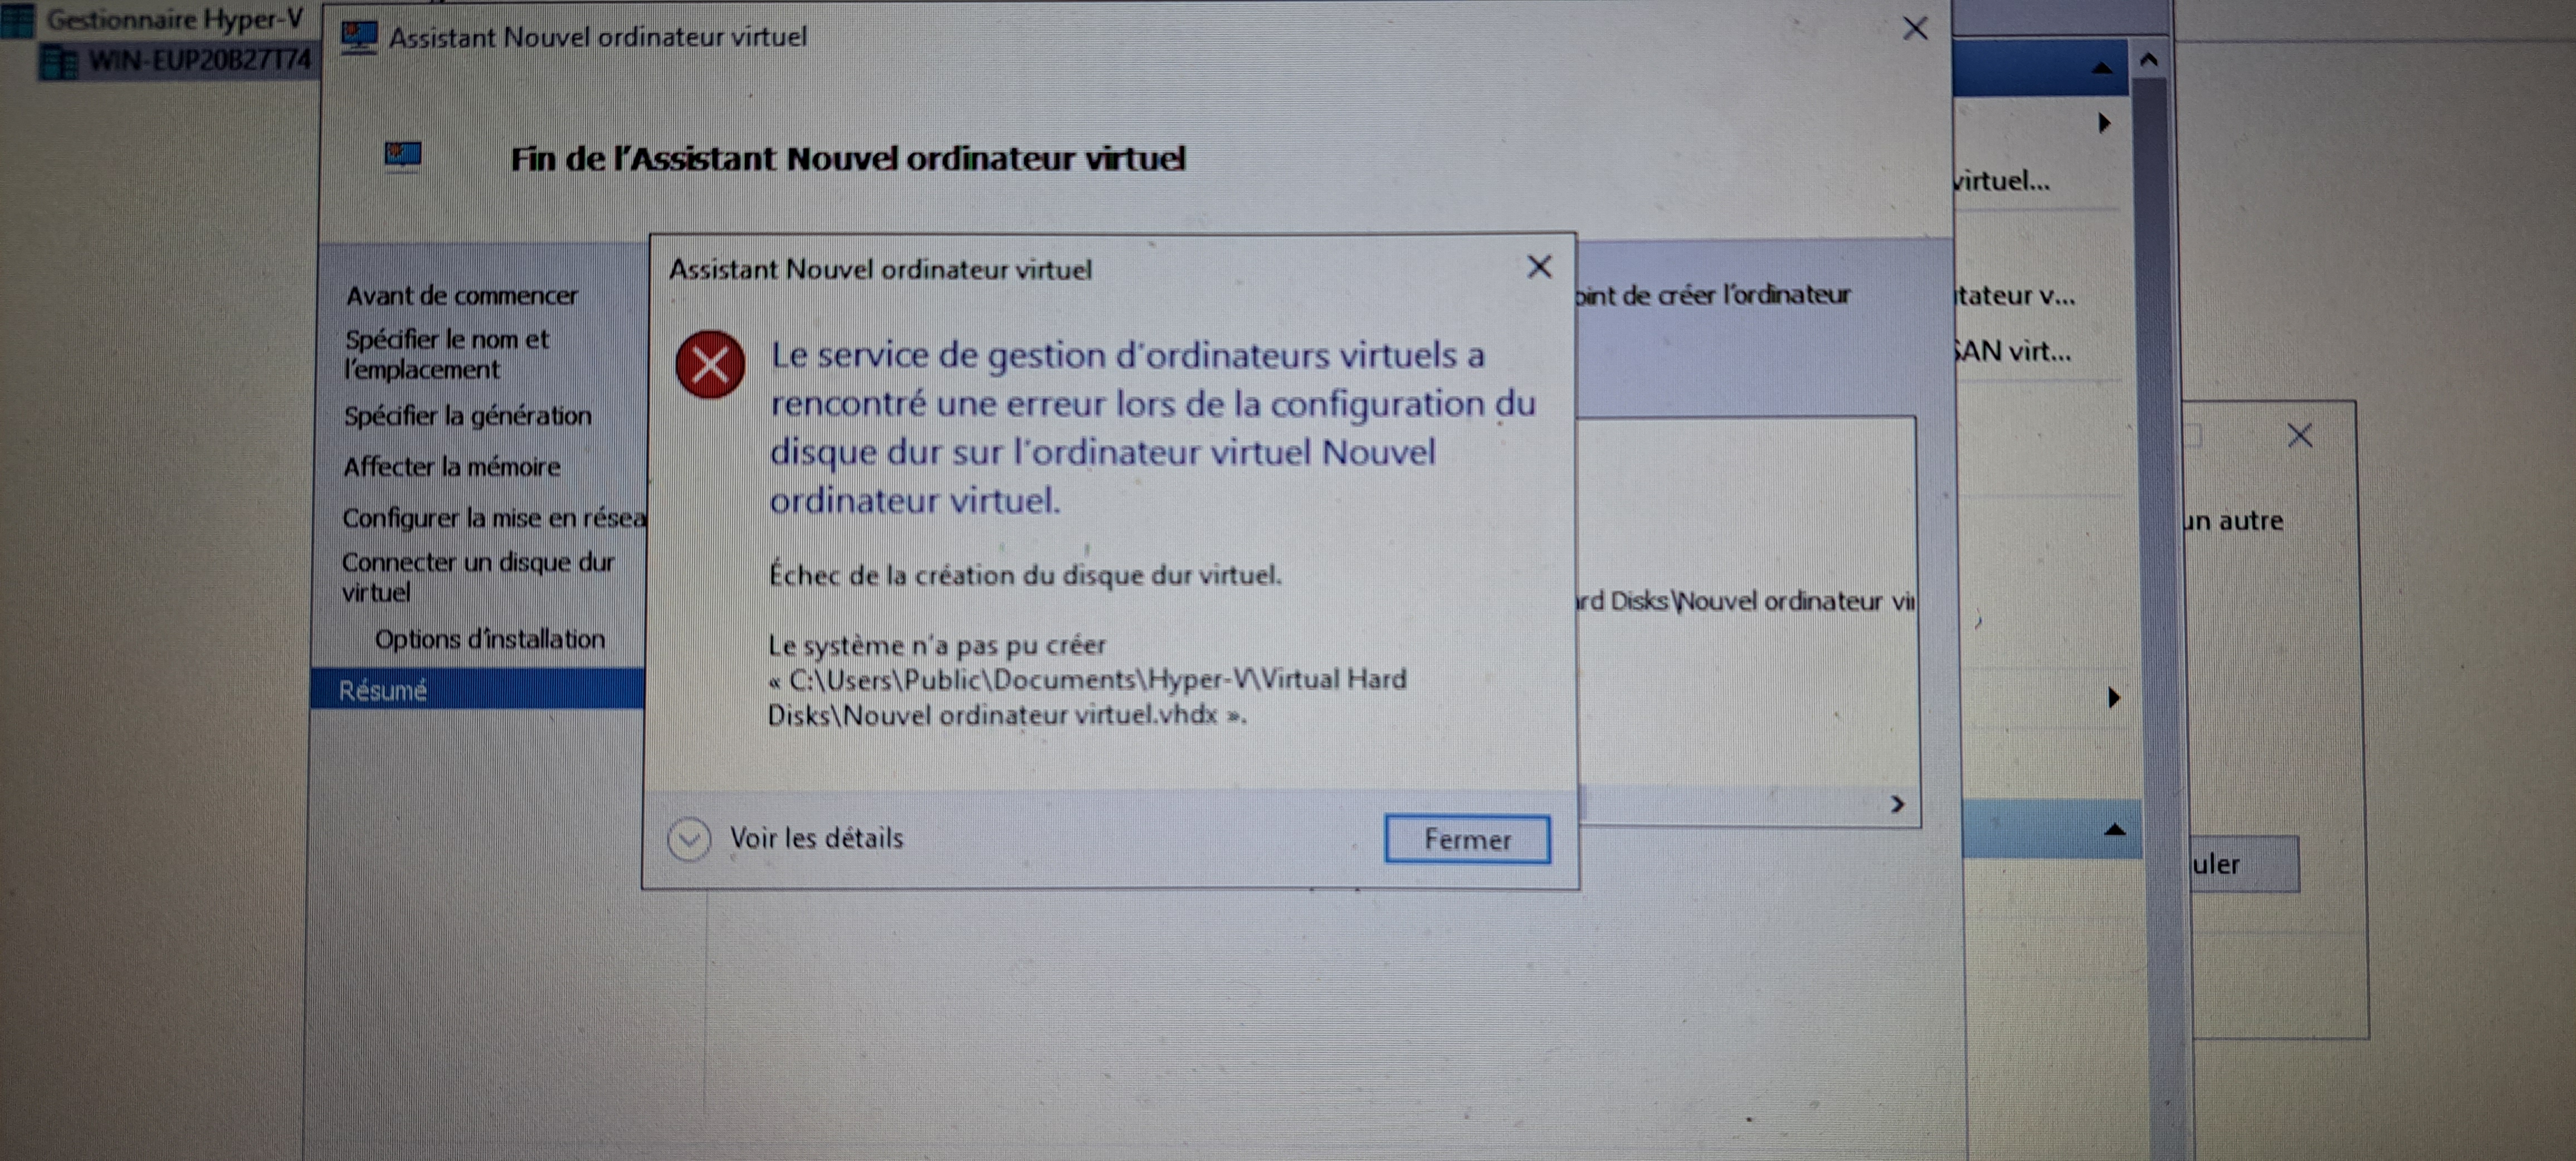 Gestionnaire Hyper-V
WIN-EUP20B27T74
Assistant Nouvel ordinateur virtuel
Fin de l'Assistant Nouvel ordinateur virtuel
Avant de commencer
Spécifier le nom et
l'emplacement
Spécifier la génération
Affecter la mémoire
Configurer la mise en résea
Connecter un disque dur
virtuel
Options d'installation
Résumé
Assistant Nouvel ordinateur virtuel
Le service de gestion d'ordinateurs virtuels a
rencontré une erreur lors de la configuration du
disque dur sur l'ordinateur virtuel Nouvel
ordinateur virtuel.
Échec de la création du disque dur virtuel.
Le système n'a pas pu créer
« C:\Users\Public\Documents\Hyper-V\Virtual Hard
Disks\Nouvel ordinateur virtuel.vhdx ».
Voir les détails
Fermer
oint de créer l'ordinateur
rd Disks\Nouvel ordinateur vi
virtuel...
tateur v...
SAN virt...
un autre
uler